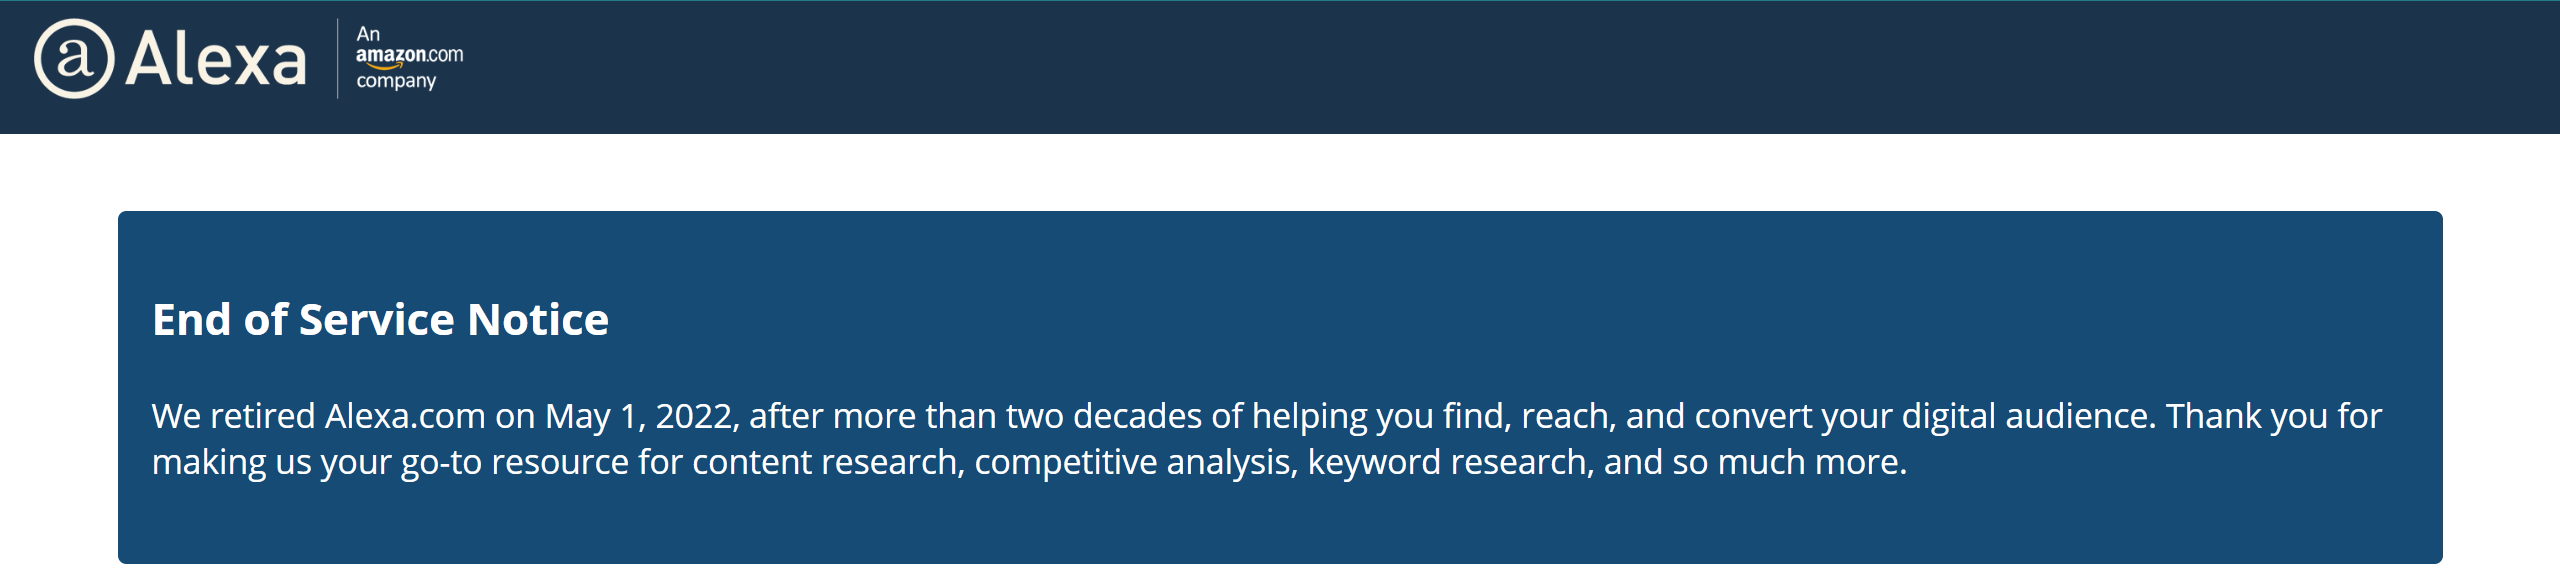 a Alexa
An
amazon.com
company
End of Service Notice
We retired Alexa.com on May 1, 2022, after more than two decades of helping you find, reach, and convert your digital audience. Thank you for
making us your go-to resource for content research, competitive analysis, keyword research, and so much more.